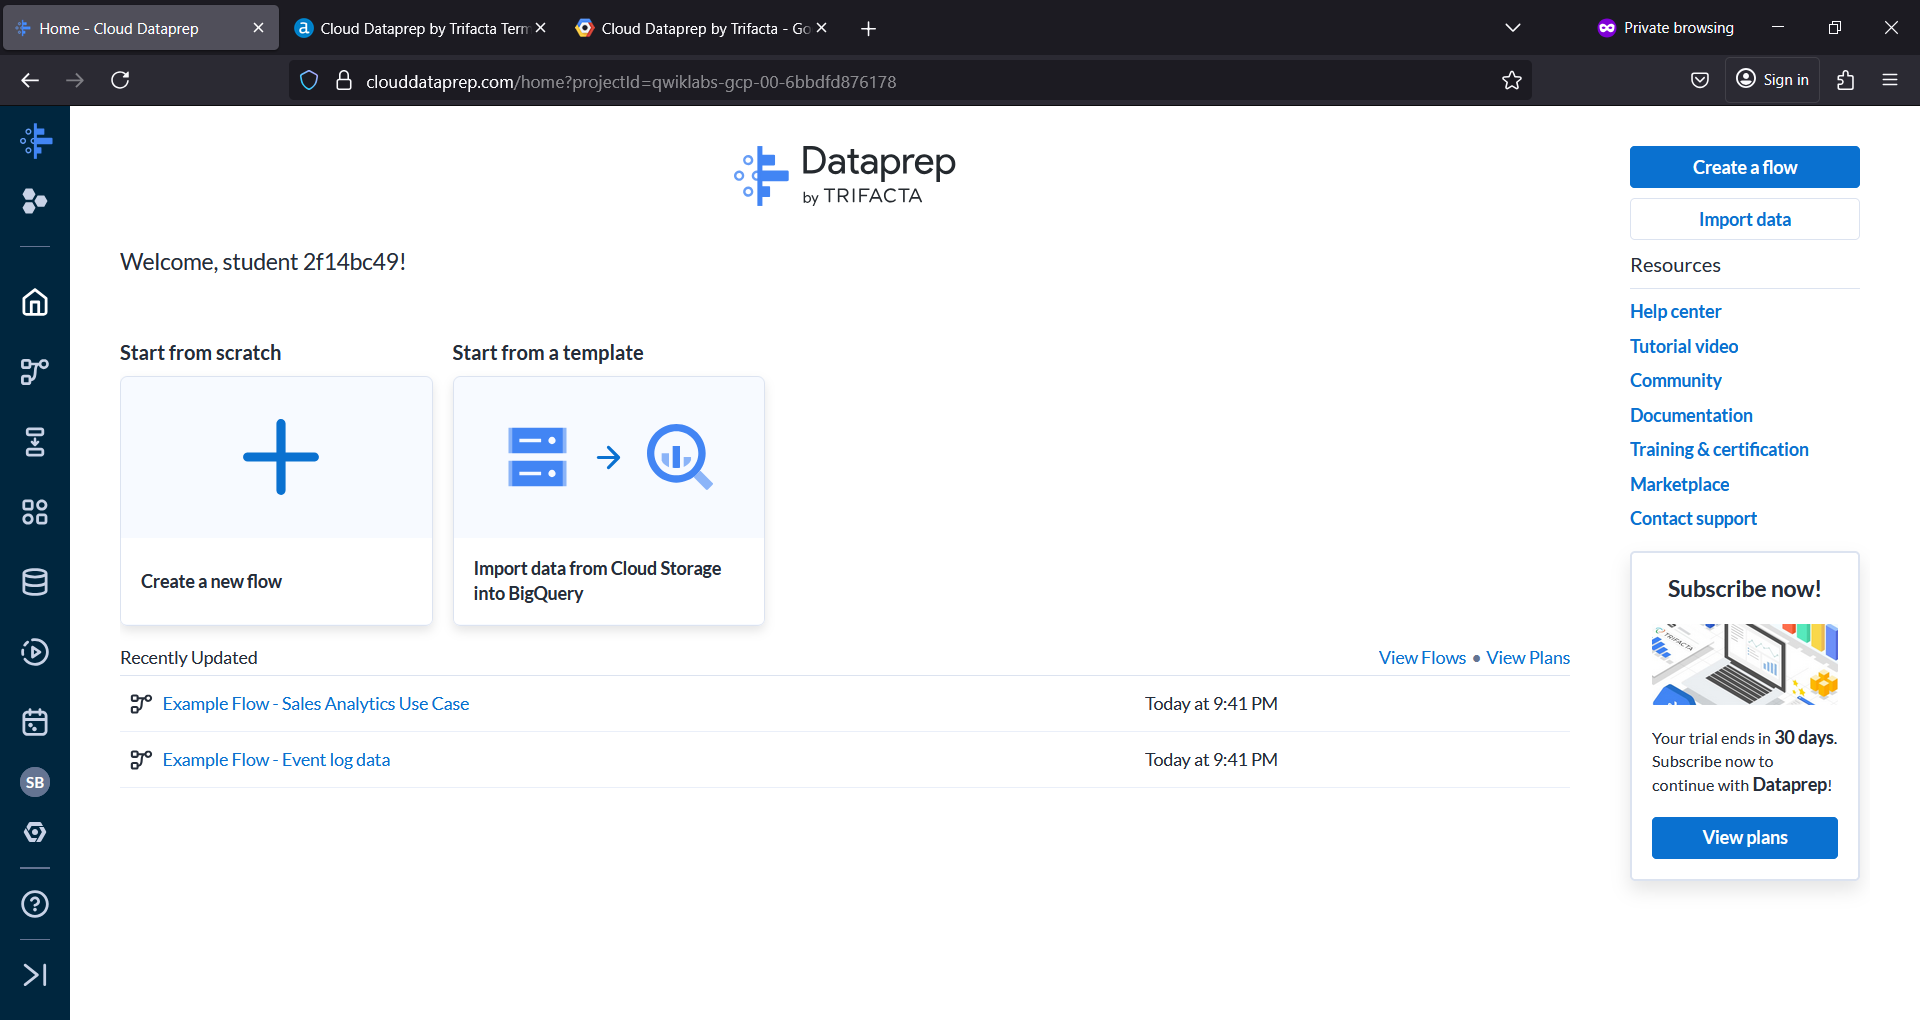 Home - Cloud Dataprep
Cloud Dataprep by Trifacta Term
Cloud Dataprep by Trifacta - Go
Private browsing
clouddataprep.com/home?projectId=qwiklabs-gcp-00-6bbdfd876178
Sign in
Dataprep
by TRIFACTA
Welcome, student 2f14bc49!
Start from scratch
Start from a template
Create a new flow
Import data from Cloud Storage
into BigQuery
Recently Updated
View Flows • View Plans
Example Flow - Sales Analytics Use Case
Today at 9:41 PM
Example Flow - Event log data
Today at 9:41 PM
SB
Create a flow
Import data
Resources
Help center
Tutorial video
Community
Documentation
Training & certification
Marketplace
Contact support
Subscribe now!
TRIFACTA
Your trial ends in 30 days.
Subscribe now to
continue with Dataprep!
View plans